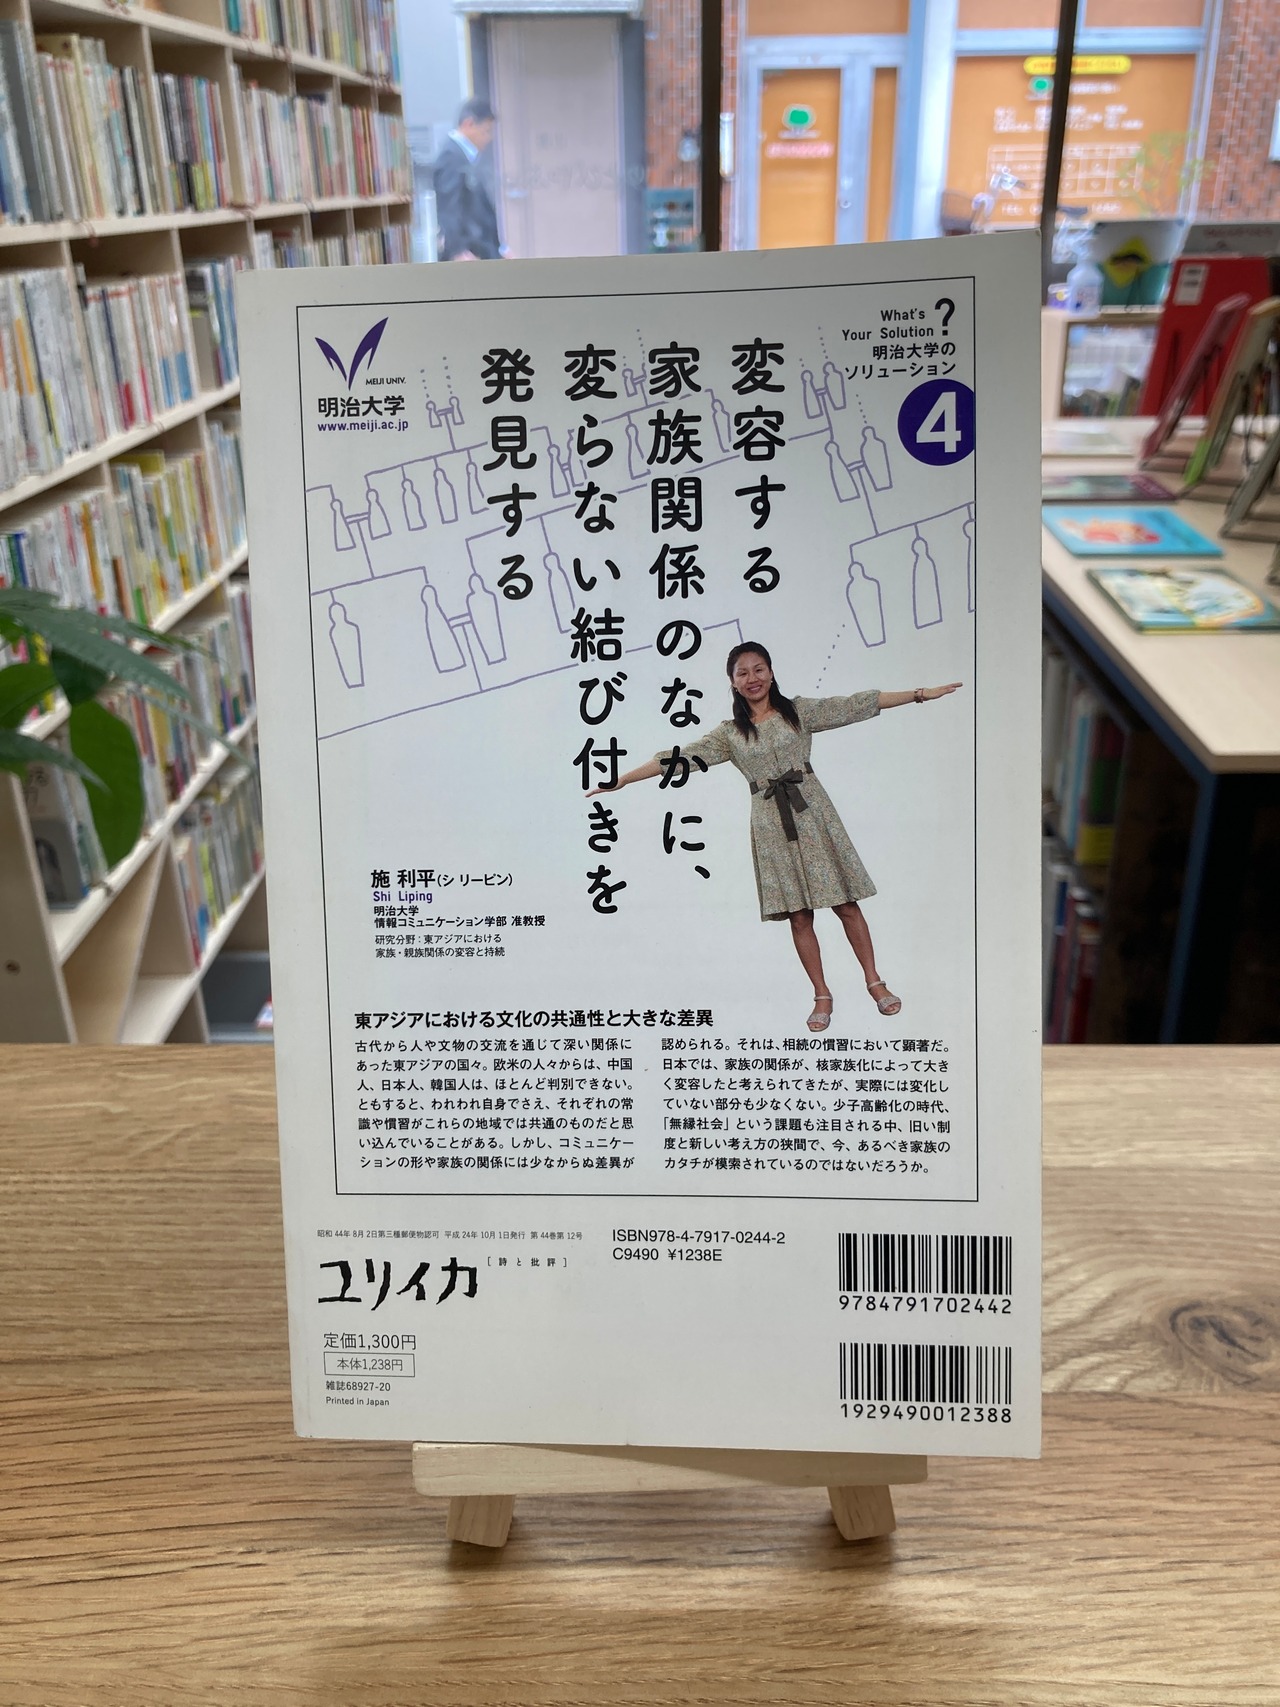 What's
Your Solution ?
明治大学の
ソリューション
4
MEIJI UNIV.
明治大学
www.meiji.ac.jp
変容する
家族関係のなかに、
変らない結び付きを
発見する
施 利平(シ リーピン)
Shi Liping
明治大学
情報コミュニケーション学部 准教授
研究分野：東アジアにおける
家族・親族関係の変容と持続
東アジアにおける文化の共通性と大きな差異
古代から人や文物の交流を通じて深い関係に
あった東アジアの国々。欧米の人々からは、中国
人、日本人、韓国人は、ほとんど判別できない。
ともすると、われわれ自身でさえ、それぞれの常
識や慣習がこれらの地域では共通のものだと思
い込んでいることがある。しかし、コミュニケー
ションの形や家族の関係には少なからぬ差異が
認められる。それは、相続の慣習において顕著だ。
日本では、家族の関係が、核家族化によって大き
く変容したと考えられてきたが、実際には変化し
ていない部分も少なくない。少子高齢化の時代、
「無縁社会」という課題も注目される中、旧い制
度と新しい考え方の狭間で、今、あるべき家族の
カタチが模索されているのではないだろうか。
昭和44年8月2日第三種郵便物認可 平成24年10月1日発行 第44巻第12号
ユリイカ [詩と批評]
定価1,300円
本体1,238円
雑誌68927-20
Printed in Japan
ISBN978-4-7917-0244-2
C9490 ¥1238E
9784791702442
1929490012388